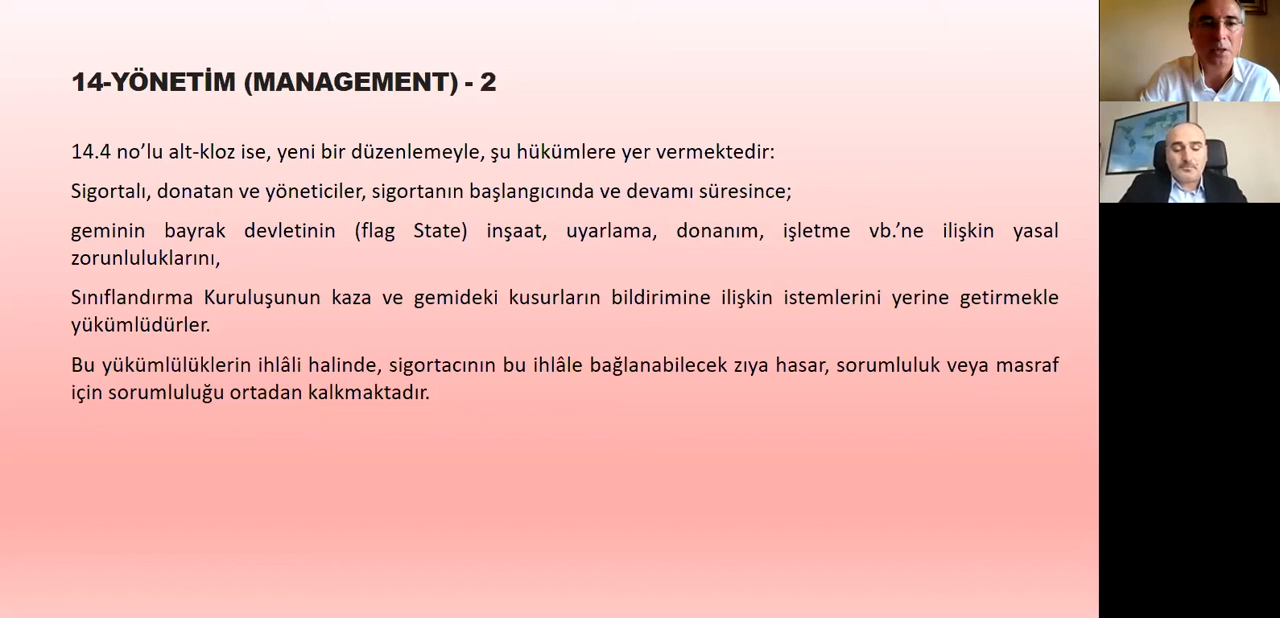 14-YÖNETİM (MANAGEMENT) - 2
14.4 no’lu alt-kloz ise, yeni bir düzenlemeyle, şu hükümlere yer vermektedir:
Sigortalı, donatan ve yöneticiler, sigortanın başlangıcında ve devamı süresince;
geminin bayrak devletinin (flag State) inşaat, uyarlama, donanım, işletme vb.’ne ilişkin yasal
zorunluluklarını,
Sınıflandırma Kuruluşunun kaza ve gemideki kusurların bildirimine ilişkin istemlerini yerine getirmekle
yükümlüdürler.
Bu yükümlülüklerin ihlâli halinde, sigortacının bu ihlâle bağlanabilecek zıya hasar, sorumluluk veya masraf
için sorumluluğu ortadan kalkmaktadır.